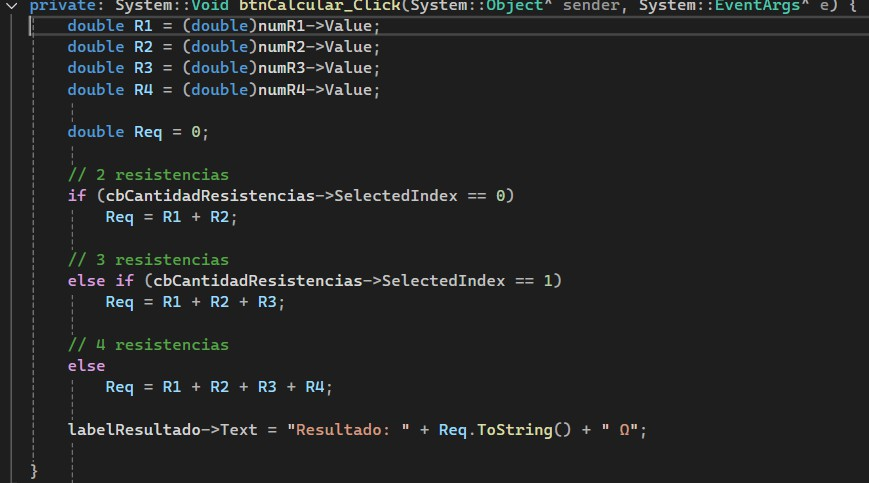 private: System::Void btnCalcular_Click(System::Object^ sender, System::EventArgs^ e) {
double R1 = (double)numR1->Value;
double R2 = (double)numR2->Value;
double R3 = (double)numR3->Value;
double R4 = (double)numR4->Value;
double Req = 0;
// 2 resistencias
if (cbCantidadResistencias->SelectedIndex == 0)
Req = R1 + R2;
// 3 resistencias
else if (cbCantidadResistencias->SelectedIndex == 1)
Req = R1 + R2 + R3;
// 4 resistencias
else
Req = R1 + R2 + R3 + R4;
labelResultado->Text = "Resultado: " + Req.ToString() + " Ω";
}